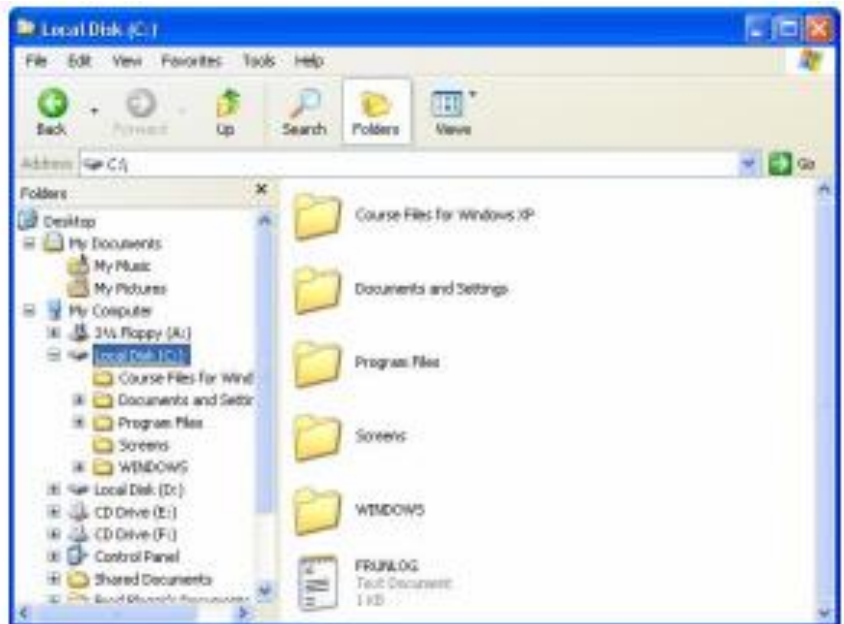 Local Disk (C:)
File Edit View Favorites Tools Help
Back Forward Up Search Folders Views
Address C:\ Go
Folders
Desktop
My Documents
My Music
My Pictures
My Computer
3½ Floppy (A:)
Local Disk (C:)
Course Files for Wind
Documents and Settin
Program Files
Screens
WINDOWS
Local Disk (D:)
CD Drive (E:)
CD Drive (F:)
Control Panel
Shared Documents
Documents
Course Files for Windows XP
Documents and Settings
Program Files
Screens
WINDOWS
FRUNLOG
Text Document
1 KB